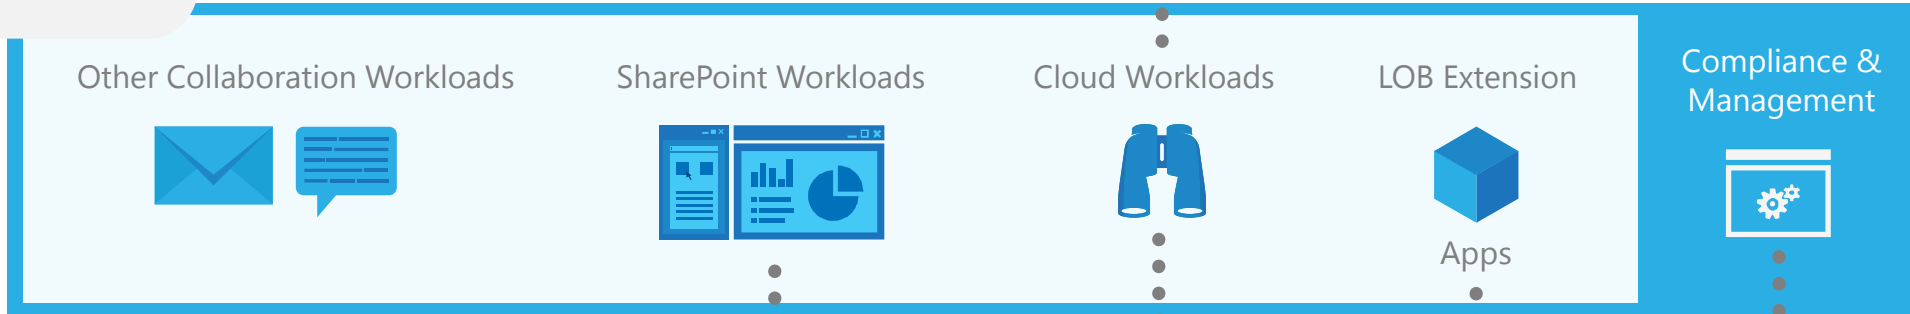 Other Collaboration Workloads
SharePoint Workloads
Cloud Workloads
LOB Extension
Apps
Compliance &
Management